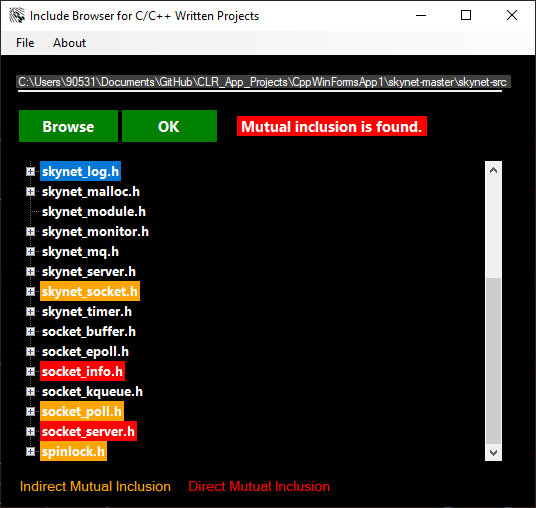 Include Browser for C/C++ Written Projects
File About
C:\Users\90531\Documents\GitHub\CLR_App_Projects\CppWinFormsApp1\skynet-master\skynet-src
Browse OK Mutual inclusion is found.
skynet_log.h
skynet_malloc.h
skynet_module.h
skynet_monitor.h
skynet_mq.h
skynet_server.h
skynet_socket.h
skynet_timer.h
socket_buffer.h
socket_epoll.h
socket_info.h
socket_kqueue.h
socket_poll.h
socket_server.h
spinlock.h
Indirect Mutual Inclusion Direct Mutual Inclusion